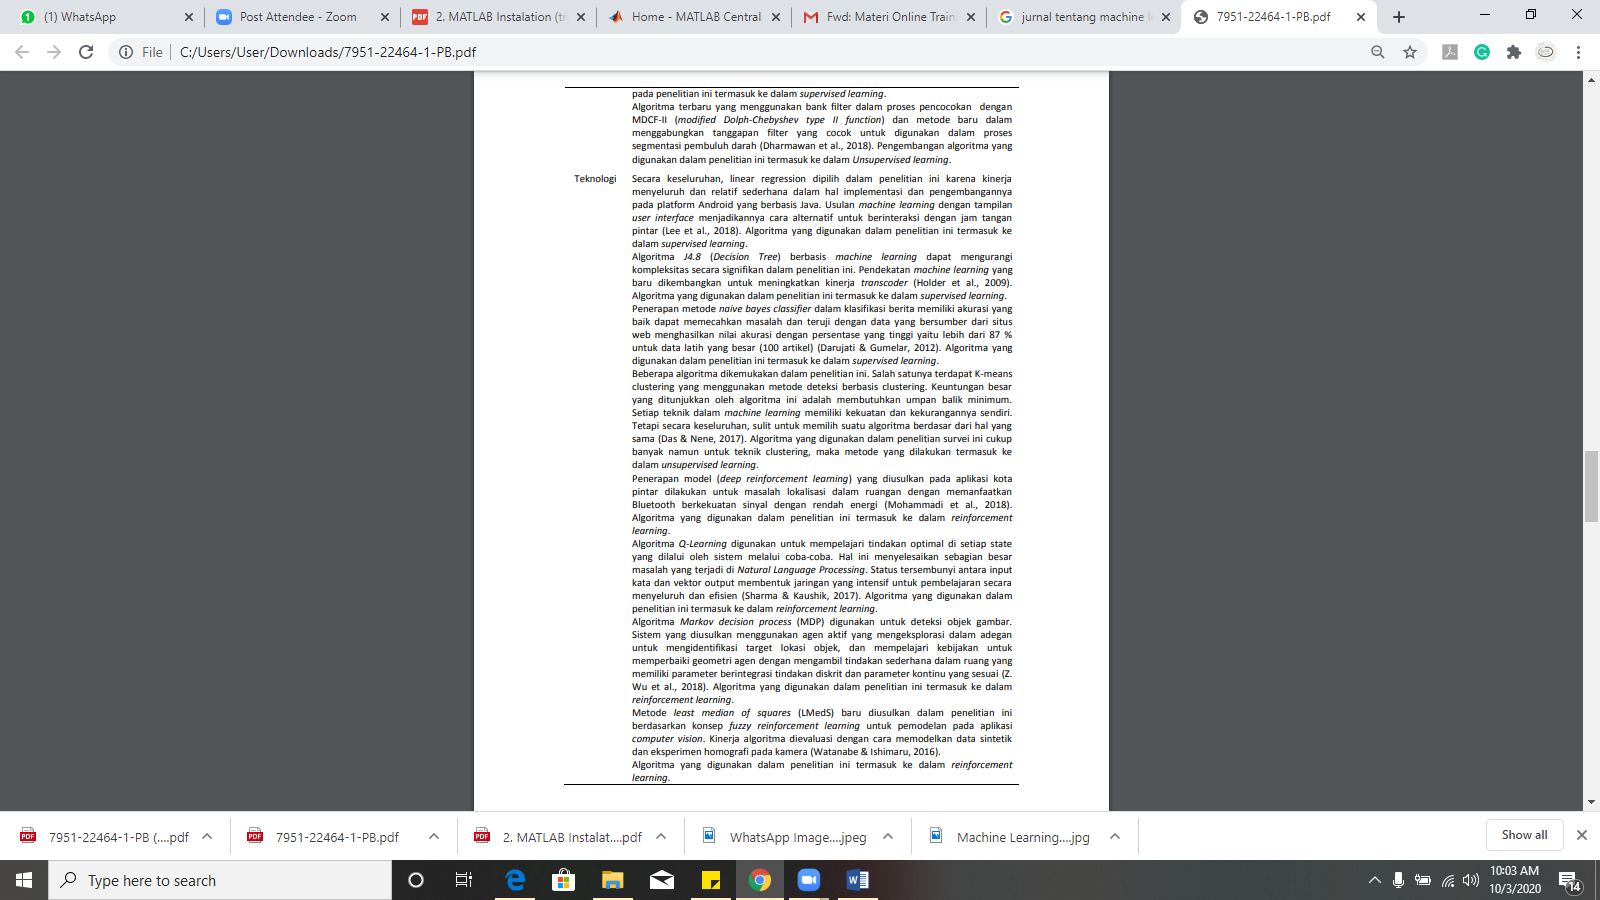 (1) WhatsApp
Post Attendee - Zoom
2. MATLAB Instalation (tr
Home - MATLAB Central
Fwd: Materi Online Train
jurnal tentang machine l
7951-22464-1-PB.pdf
File
C:/Users/User/Downloads/7951-22464-1-PB.pdf
pada penelitian ini termasuk ke dalam supervised learning.
Algoritma terbaru yang menggunakan bank filter dalam proses pencocokan dengan
MDCF-II (modified Dolph-Chebyshev type II function) dan metode baru dalam
menggabungkan tanggapan filter yang cocok untuk digunakan dalam proses
segmentasi pembuluh darah (Dharmawan et al., 2018). Pengembangan algoritma yang
digunakan dalam penelitian ini termasuk ke dalam Unsupervised learning.
Teknologi
Secara keseluruhan, linear regression dipilih dalam penelitian ini karena kinerja
menyeluruh dan relatif sederhana dalam hal implementasi dan pengembangannya
pada platform Android yang berbasis Java. Usulan machine learning dengan tampilan
user interface menjadikannya cara alternatif untuk berinteraksi dengan jam tangan
pintar (Lee et al., 2018). Algoritma yang digunakan dalam penelitian ini termasuk ke
dalam supervised learning.
Algoritma J4.8 (Decision Tree) berbasis machine learning dapat mengurangi
kompleksitas secara signifikan dalam penelitian ini. Pendekatan machine learning yang
baru dikembangkan untuk meningkatkan kinerja transcoder (Holder et al., 2009).
Algoritma yang digunakan dalam penelitian ini termasuk ke dalam supervised learning.
Penerapan metode naive bayes classifier dalam klasifikasi berita memiliki akurasi yang
baik dapat memecahkan masalah dan teruji dengan data yang bersumber dari situs
web menghasilkan nilai akurasi dengan persentase yang tinggi yaitu lebih dari 87 %
untuk data latih yang besar (100 artikel) (Darujati & Gumelar, 2012). Algoritma yang
digunakan dalam penelitian ini termasuk ke dalam supervised learning.
Beberapa algoritma dikemukakan dalam penelitian ini. Salah satunya terdapat K-means
clustering yang menggunakan metode deteksi berbasis clustering. Keuntungan besar
yang ditunjukkan oleh algoritma ini adalah membutuhkan umpan balik minimum.
Setiap teknik dalam machine learning memiliki kekuatan dan kekurangannya sendiri.
Tetapi secara keseluruhan, sulit untuk memilih suatu algoritma berdasar dari hal yang
sama (Das & Nene, 2017). Algoritma yang digunakan dalam penelitian survei ini cukup
banyak namun untuk teknik clustering, maka metode yang dilakukan termasuk ke
dalam unsupervised learning.
Penerapan model (deep reinforcement learning) yang diusulkan pada aplikasi kota
pintar dilakukan untuk masalah lokalisasi dalam ruangan dengan memanfaatkan
Bluetooth berkekuatan sinyal dengan rendah energi (Mohammadi et al., 2018).
Algoritma yang digunakan dalam penelitian ini termasuk ke dalam reinforcement
learning.
Algoritma Q-Learning digunakan untuk mempelajari tindakan optimal di setiap state
yang dilalui oleh sistem melalui coba-coba. Hal ini menyelesaikan sebagian besar
masalah yang terjadi di Natural Language Processing. Status tersembunyi antara input
kata dan vektor output membentuk jaringan yang intensif untuk pembelajaran secara
menyeluruh dan efisien (Sharma & Kaushik, 2017). Algoritma yang digunakan dalam
penelitian ini termasuk ke dalam reinforcement learning.
Algoritma Markov decision process (MDP) digunakan untuk deteksi objek gambar.
Sistem yang diusulkan menggunakan agen aktif yang mengeksplorasi dalam adegan
untuk mengidentifikasi target lokasi objek, dan mempelajari kebijakan untuk
memperbaiki geometri agen dengan mengambil tindakan sederhana dalam ruang yang
memiliki parameter berintegrasi tindakan diskrit dan parameter kontinu yang sesuai (Z.
Wu et al., 2018). Algoritma yang digunakan dalam penelitian ini termasuk ke dalam
reinforcement learning.
Metode least median of squares (LMedS) baru diusulkan dalam penelitian ini
berdasarkan konsep fuzzy reinforcement learning untuk pemodelan pada aplikasi
computer vision. Kinerja algoritma dievaluasi dengan cara memodelkan data sintetik
dan eksperimen homografi pada kamera (Watanabe & Ishimaru, 2016).
Algoritma yang digunakan dalam penelitian ini termasuk ke dalam reinforcement
learning.
7951-22464-1-PB (....pdf
7951-22464-1-PB.pdf
2. MATLAB Instalat....pdf
WhatsApp Image....jpeg
Machine Learning....jpg
Show all
Type here to search
10:03 AM
10/3/2020
14